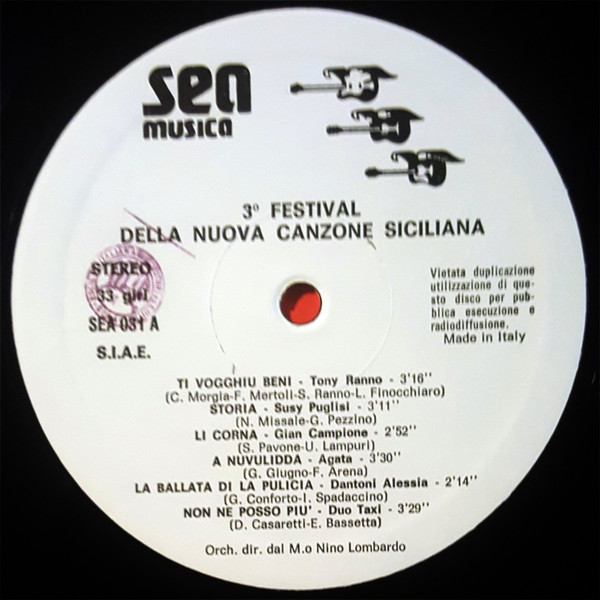 sea
musica
3º FESTIVAL
DELLA NUOVA CANZONE SICILIANA
STEREO
33 giri
SEA 031 A
S.I.A.E.
Vietata duplicazione
utilizzazione di que-
sto disco per pub-
blica esecuzione e
radiodiffusione.
Made in Italy
TI VOGGHIU BENI - Tony Ranno - 3'16''
(C. Morgia-F. Mertoli-S. Ranno-L. Finocchiaro)
STORIA - Susy Puglisi - 3'11''
(N. Missale-G. Pezzino)
LI CORNA - Gian Campione - 2'52''
(S. Pavone-U. Lampuri)
A NUVULIDDA - Agata - 3'30''
(G. Giugno-F. Arena)
LA BALLATA DI LA PULICIA - Dantoni Alessia - 2'14''
(G. Conforto-I. Spadaccino)
NON NE POSSO PIU' - Duo Taxi - 3'29''
(D. Casaretti-E. Bassetta)
Orch. dir. dal M.o Nino Lombardo